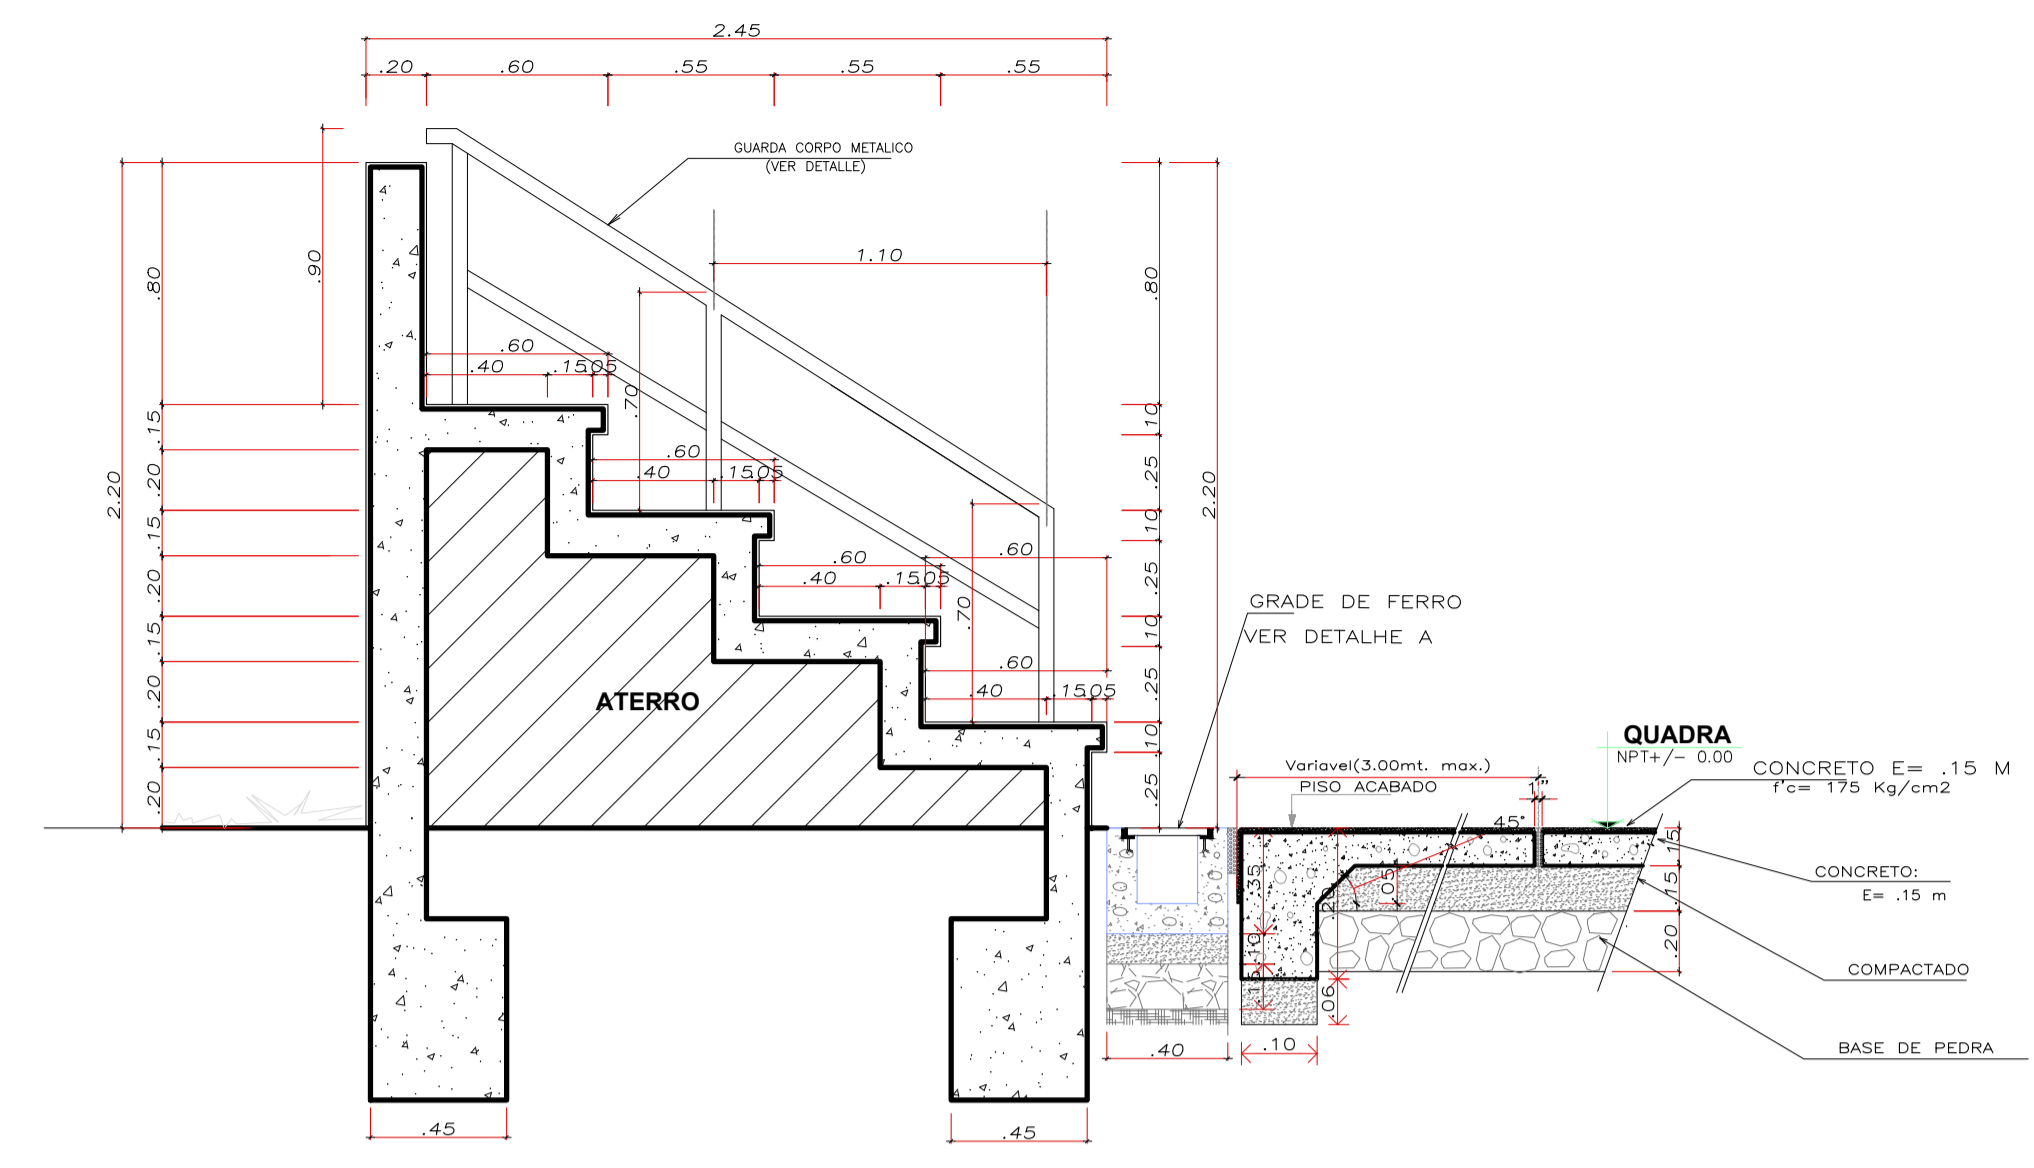 2.45
.20 .60 .55 .55 .55
GUARDA CORPO METALICO
(VER DETALLE)
1.10
.90
.80
.80
2.20
2.20
.60
.40 .15 .05
.70
.60
.40 .15 .05
.60
.60
.40 .15 .05
.70
.60
.40 .15 .05
.15
.20
.15
.20
.15
.20
.15
.20
.10
.25
.10
.25
.10
.25
.10
.25
GRADE DE FERRO
VER DETALHE A
ATERRO
QUADRA
NPT+/- 0.00
CONCRETO E= .15 M
f'c= 175 Kg/cm2
Variavel(3.00mt. max.)
1"
PISO ACABADO
45°
.15
.35
.05
.20
.15
CONCRETO:
E= .15 m
.10
.20
.15
.06
COMPACTADO
BASE DE PEDRA
.40
.10
.45
.45